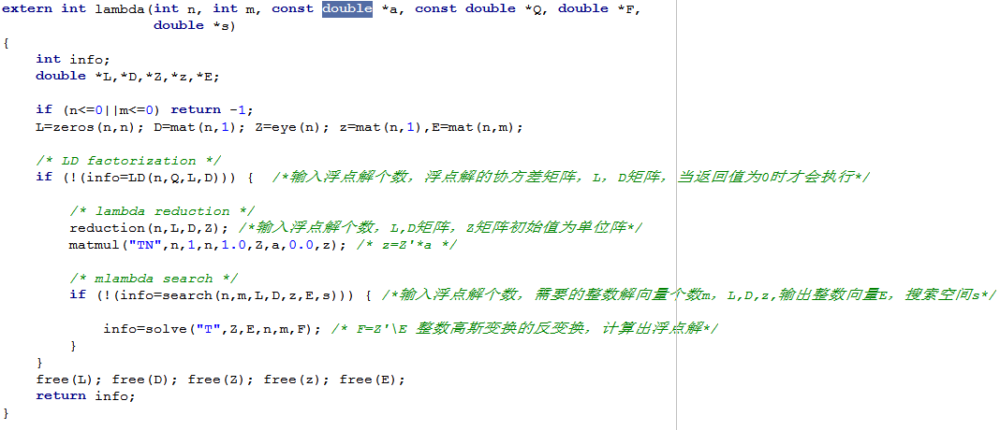 extern int lambda(int n, int m, const double *a, const double *Q, double *F,
                  double *s)
{
    int info;
    double *L,*D,*Z,*z,*E;

    if (n<=0||m<=0) return -1;
    L=zeros(n,n); D=mat(n,1); Z=eye(n); z=mat(n,1),E=mat(n,m);

    /* LD factorization */
    if (!(info=LD(n,Q,L,D))) {  /*输入浮点解个数，浮点解的协方差矩阵，L，D矩阵，当返回值为0时才会执行*/

        /* lambda reduction */
        reduction(n,L,D,Z); /*输入浮点解个数，L,D矩阵，Z矩阵初始值为单位阵*/
        matmul("TN",n,1,n,1.0,Z,a,0.0,z); /* z=Z'*a */

        /* mlambda search */
        if (!(info=search(n,m,L,D,z,E,s))) { /*输入浮点解个数，需要的整数解向量个数m，L,D,z,输出整数向量E，搜索空间s*/

            info=solve("T",Z,E,n,m,F); /* F=Z'\E 整数高斯变换的反变换，计算出浮点解*/
        }
    }
    free(L); free(D); free(Z); free(z); free(E);
    return info;
}